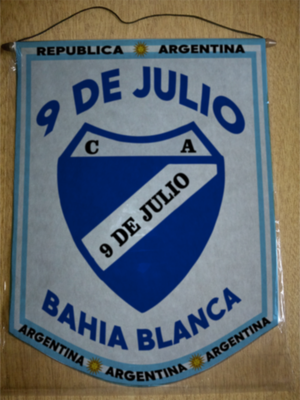 REPUBLICA ARGENTINA
9 DE JULIO
C A
9 DE JULIO
BAHIA BLANCA
ARGENTINA ARGENTINA ARGENTINA